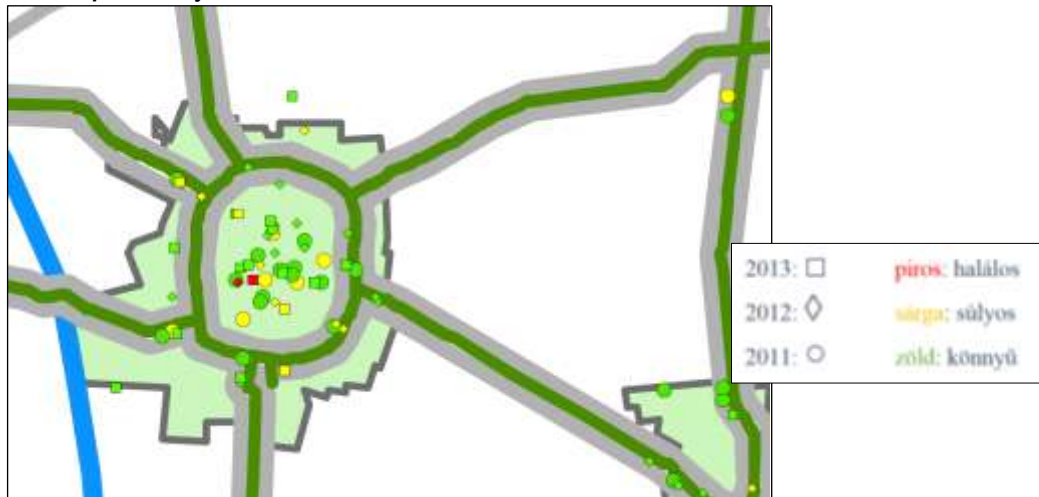 2013: □ piros: halálos
2012: ◊ sárga: súlyos
2011: ○ zöld: könnyű